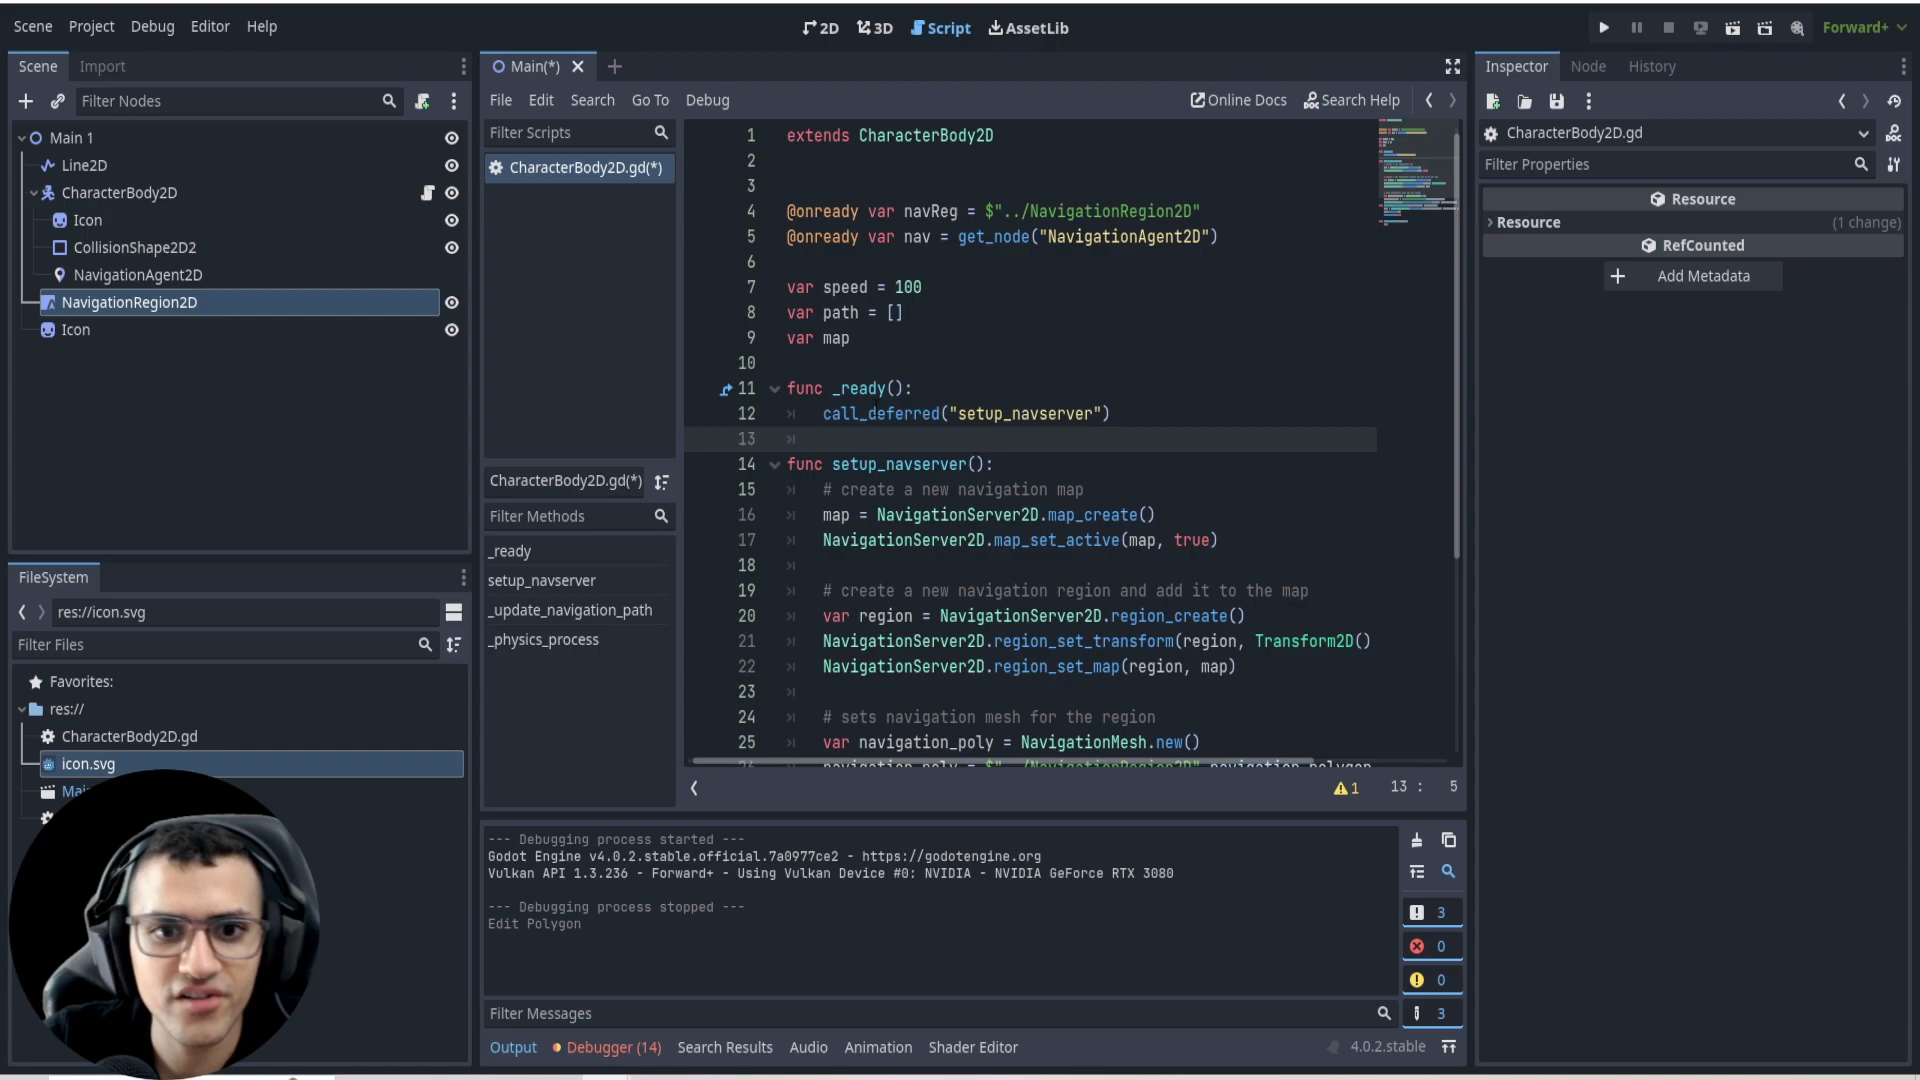 Scene Project Debug Editor Help
2D 3D Script AssetLib
Forward+
Scene Import
Filter Nodes
Main 1
Line2D
CharacterBody2D
Icon
CollisionShape2D2
NavigationAgent2D
NavigationRegion2D
Icon
FileSystem
res://icon.svg
Filter Files
Favorites:
res://
CharacterBody2D.gd
icon.svg
Mai
Main(*)
File Edit Search Go To Debug
Online Docs Search Help
Filter Scripts
CharacterBody2D.gd(*)
CharacterBody2D.gd(*)
Filter Methods
_ready
setup_navserver
_update_navigation_path
_physics_process
1 extends CharacterBody2D
2
3
4 @onready var navReg = $"../NavigationRegion2D"
5 @onready var nav = get_node("NavigationAgent2D")
6
7 var speed = 100
8 var path = []
9 var map
10
11 func _ready():
12 call_deferred("setup_navserver")
13
14 func setup_navserver():
15 # create a new navigation map
16 map = NavigationServer2D.map_create()
17 NavigationServer2D.map_set_active(map, true)
18
19 # create a new navigation region and add it to the map
20 var region = NavigationServer2D.region_create()
21 NavigationServer2D.region_set_transform(region, Transform2D()
22 NavigationServer2D.region_set_map(region, map)
23
24 # sets navigation mesh for the region
25 var navigation_poly = NavigationMesh.new()
1 13 : 5
--- Debugging process started ---
Godot Engine v4.0.2.stable.official.7a0977ce2 - https://godotengine.org
Vulkan API 1.3.236 - Forward+ - Using Vulkan Device #0: NVIDIA - NVIDIA GeForce RTX 3080
--- Debugging process stopped ---
Edit Polygon
3
0
0
3
Filter Messages
Output Debugger (14) Search Results Audio Animation Shader Editor
4.0.2.stable
Inspector Node History
CharacterBody2D.gd
Filter Properties
Resource
Resource (1 change)
RefCounted
Add Metadata